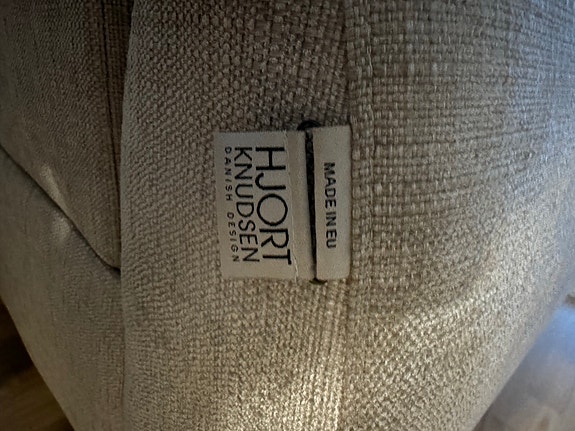 MADE IN EU
HJORT
KNUDSEN
DANISH DESIGN